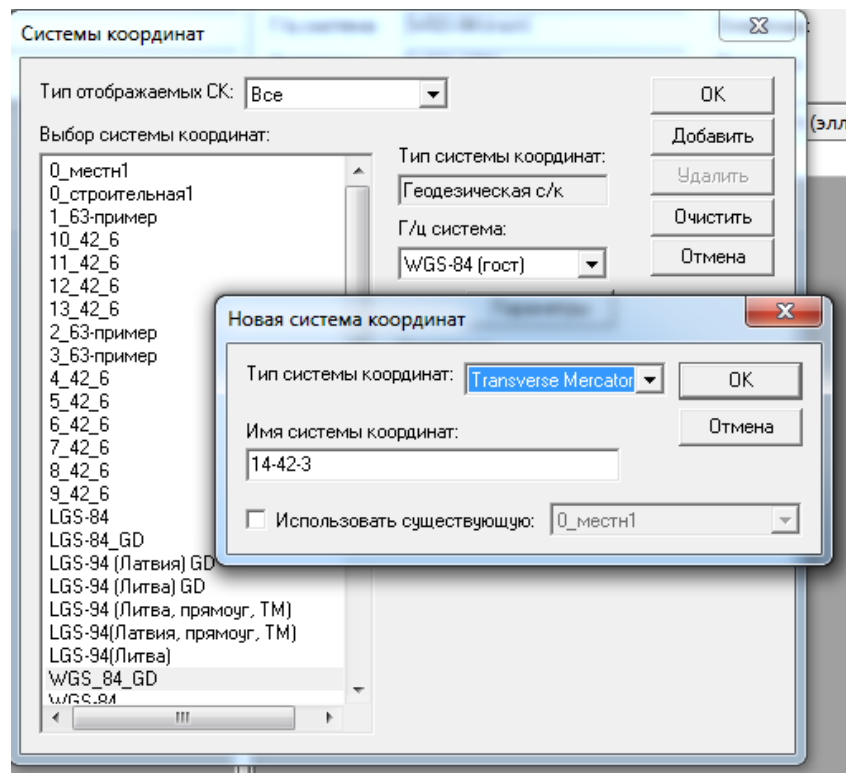 Системы координат
Тип отображаемых СК: Все
OK
Выбор системы координат:
Добавить
(элл
0_местн1
0_строительная1
1_63-пример
10_42_6
11_42_6
12_42_6
13_42_6
2_63-пример
3_63-пример
4_42_6
5_42_6
6_42_6
7_42_6
8_42_6
9_42_6
LGS-84
LGS-84_GD
LGS-94 (Латвия) GD
LGS-94 (Литва) GD
LGS-94 (Литва, прямоуг, ТМ)
LGS-94(Латвия, прямоуг, ТМ)
LGS-94(Литва)
WGS_84_GD
WGS-84
Тип системы координат:
Геодезическая с/к
Г/ц система:
WGS-84 (гост)
Удалить
Очистить
Отмена
Новая система координат
Тип системы координат: Transverse Mercator
OK
Имя системы координат:
Отмена
14-42-3
Использовать существующую: 0_местн1